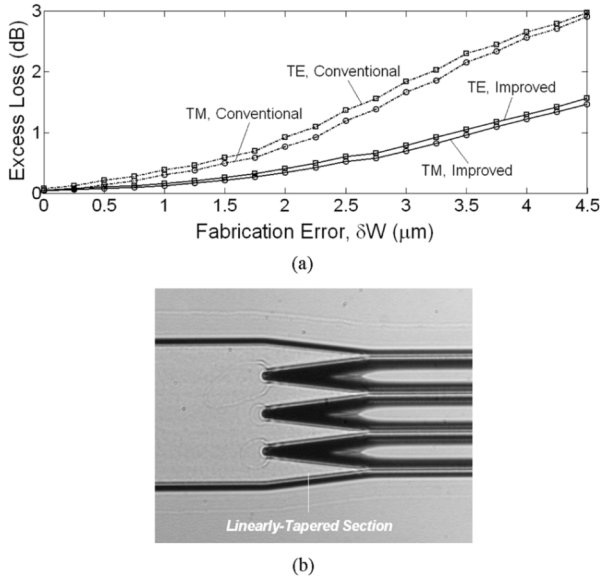 3
2
1
0
Excess Loss (dB)
TE, Conventional
TM, Conventional
TE, Improved
TM, Improved
0 0.5 1 1.5 2 2.5 3 3.5 4 4.5
Fabrication Error, δW (μm)
(a)
Linearly-Tapered Section
(b)